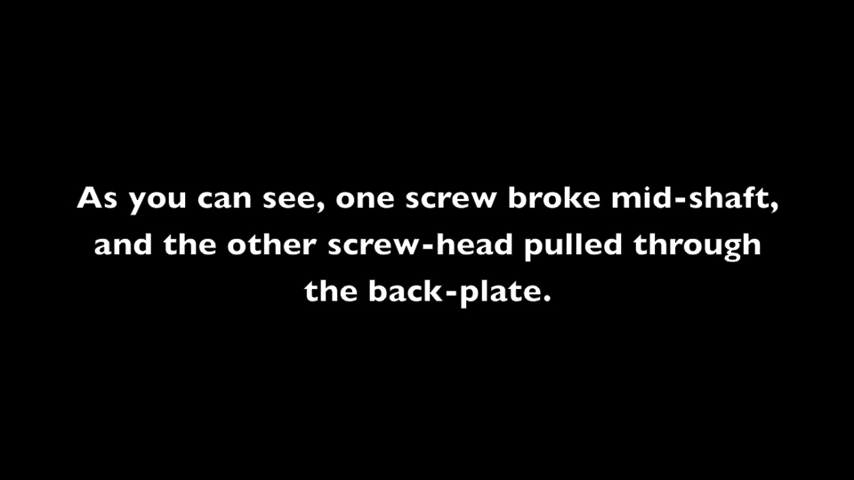 As you can see, one screw broke mid-shaft,
and the other screw-head pulled through
the back-plate.